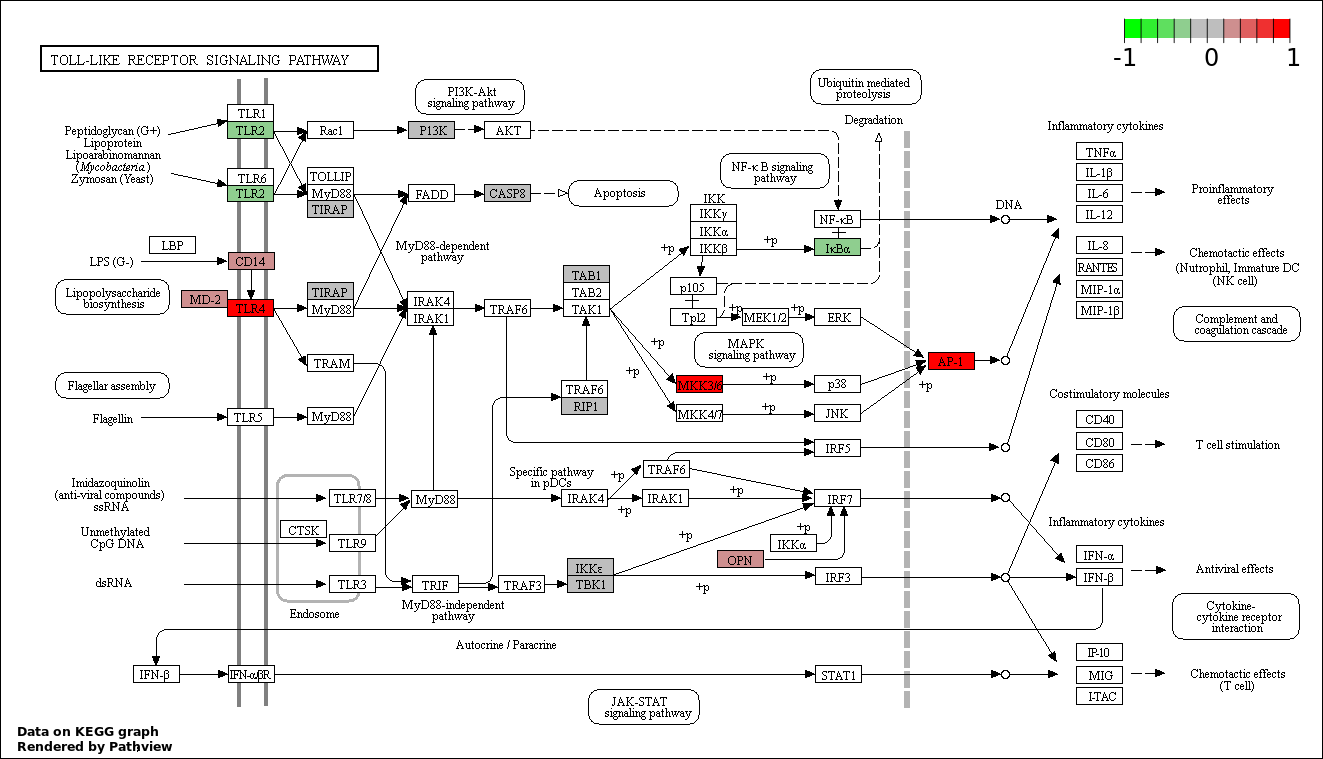 -1 0 1
TOLL-LIKE RECEPTOR SIGNALING PATHWAY
PI3K-Akt
signaling pathway
Ubiquitin mediated
proteolysis
Degradation
Peptidoglycan (G+)
Lipoprotein
Lipoarabinomannan
(Mycobacteria)
Zymosan (Yeast)
TLR1
TLR2
Rac1
PI3K
AKT
TLR6
TLR2
TOLLIP
MyD88
TIRAP
FADD
CASP8
Apoptosis
NF-κB signaling
pathway
IKK
IKKγ
IKKα
IKKβ
+p
+p
NF-κB
IκBα
DNA
Inflammatory cytokines
TNFα
IL-1β
IL-6
IL-12
Proinflammatory
effects
IL-8
RANTES
MIP-1α
MIP-1β
Chemotactic effects
(Nutrophil, Immature DC
(NK cell)
Complement and
coagulation cascade
LBP
LPS (G-)
CD14
MyD88-dependent
pathway
Lipopolysaccharide
biosynthesis
MD-2
TLR4
TIRAP
MyD88
IRAK4
IRAK1
TRAF6
TAB1
TAB2
TAK1
p105
Tpl2
+p
MEK1/2
+p
ERK
MAPK
signaling pathway
+p
+p
MKK3/6
+p
p38
MKK4/7
+p
JNK
AP-1
+p
TRAM
Flagellar assembly
Flagellin
TLR5
MyD88
TRAF6
RIP1
IRF5
Costimulatory molecules
CD40
CD80
CD86
T cell stimulation
Imidazoquinolin
(anti-viral compounds)
ssRNA
TLR7/8
MyD88
Specific pathway
in pDCs
IRAK4
+p
+p
TRAF6
IRAK1
+p
IRF7
Unmethylated
CpG DNA
CTSK
TLR9
+p
+p
IKKα
OPN
dsRNA
TLR3
TRIF
TRAF3
IKKε
TBK1
+p
IRF3
Endosome
MyD88-independent
pathway
Inflammatory cytokines
IFN-α
IFN-β
Antiviral effects
Cytokine-
cytokine receptor
interaction
Autocrine / Paracrine
IFN-β
IFN-αβR
STAT1
IP-10
MIG
I-TAC
Chemotactic effects
(T cell)
JAK-STAT
signaling pathway
Data on KEGG graph
Rendered by Pathview